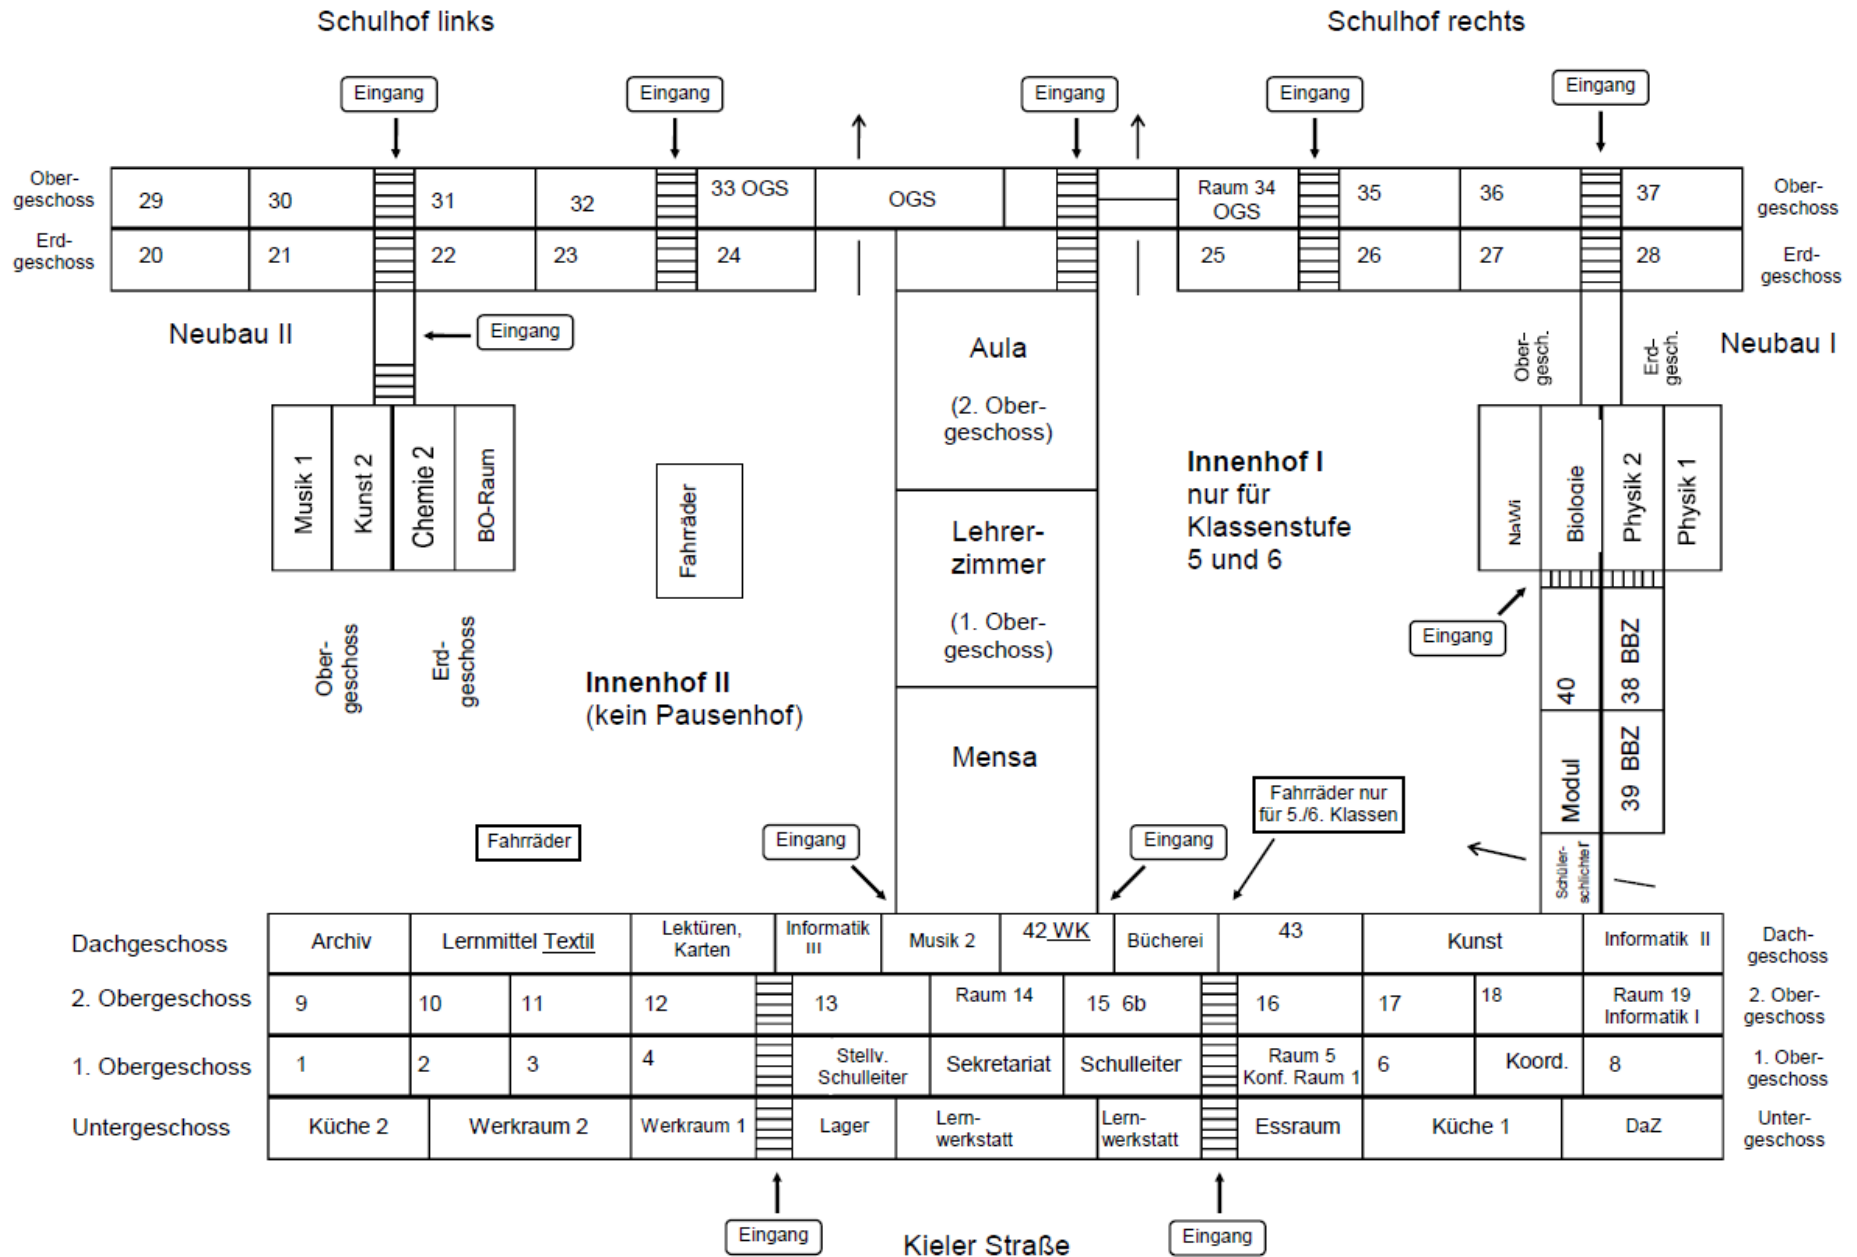 Schulhof links
Schulhof rechts
Eingang
Eingang
Eingang
Eingang
Eingang
Ober-
geschoss
29
30
31
32
33 OGS
OGS
Raum 34
OGS
35
36
37
Ober-
geschoss
Erd-
geschoss
20
21
22
23
24
25
26
27
28
Erd-
geschoss
Neubau II
Eingang
Aula
(2. Ober-
geschoss)
Ober-
gesch.
Erd-
gesch.
Neubau I
Musik 1
Kunst 2
Chemie 2
BO-Raum
Fahrräder
Lehrer-
zimmer
(1. Ober-
geschoss)
Innenhof I
nur für
Klassenstufe
5 und 6
NaWi
Biologie
Physik 2
Physik 1
Eingang
Ober-
geschoss
Erd-
geschoss
Innenhof II
(kein Pausenhof)
40
38 BBZ
Mensa
Modul
39 BBZ
Fahrräder nur
für 5./6. Klassen
Fahrräder
Eingang
Eingang
Schüler-
schlichter
Dachgeschoss
Archiv
Lernmittel Textil
Lektüren,
Karten
Informatik
III
Musik 2
42 WK
Bücherei
43
Kunst
Informatik II
Dach-
geschoss
2. Obergeschoss
9
10
11
12
13
Raum 14
15 6b
16
17
18
Raum 19
Informatik I
2. Ober-
geschoss
1. Obergeschoss
1
2
3
4
Stellv.
Schulleiter
Sekretariat
Schulleiter
Raum 5
Konf. Raum 1
6
Koord.
8
1. Ober-
geschoss
Untergeschoss
Küche 2
Werkraum 2
Werkraum 1
Lager
Lern-
werkstatt
Lern-
werkstatt
Essraum
Küche 1
DaZ
Unter-
geschoss
Eingang
Eingang
Kieler Straße